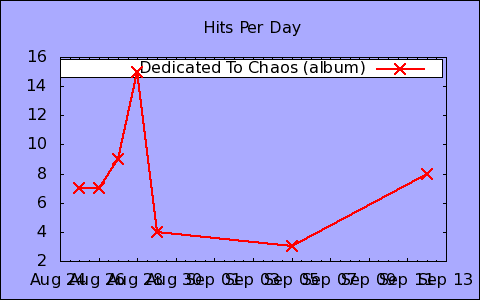 Hits Per Day
16
Dedicated To Chaos (album)
14
12
10
8
6
4
2
Aug 24 Aug 26 Aug 28 Aug 30 Sep 01 Sep 03 Sep 05 Sep 07 Sep 09 Sep 11 Sep 13